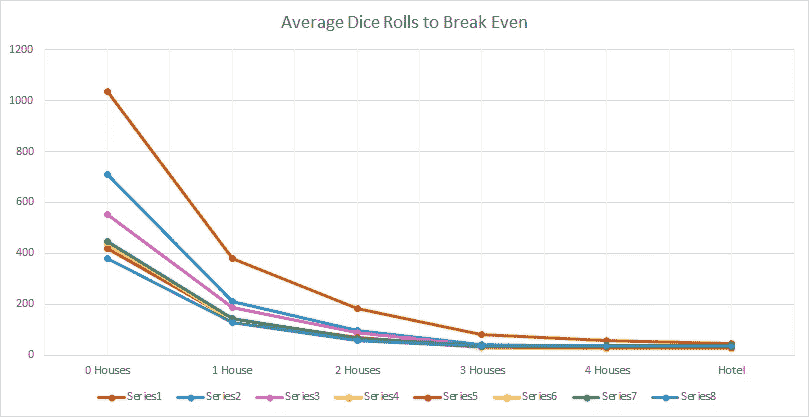 Average Dice Rolls to Break Even
1200
1000
800
600
400
200
0
0 Houses 1 House 2 Houses 3 Houses 4 Houses Hotel
Series1 Series2 Series3 Series4 Series5 Series6 Series7 Series8